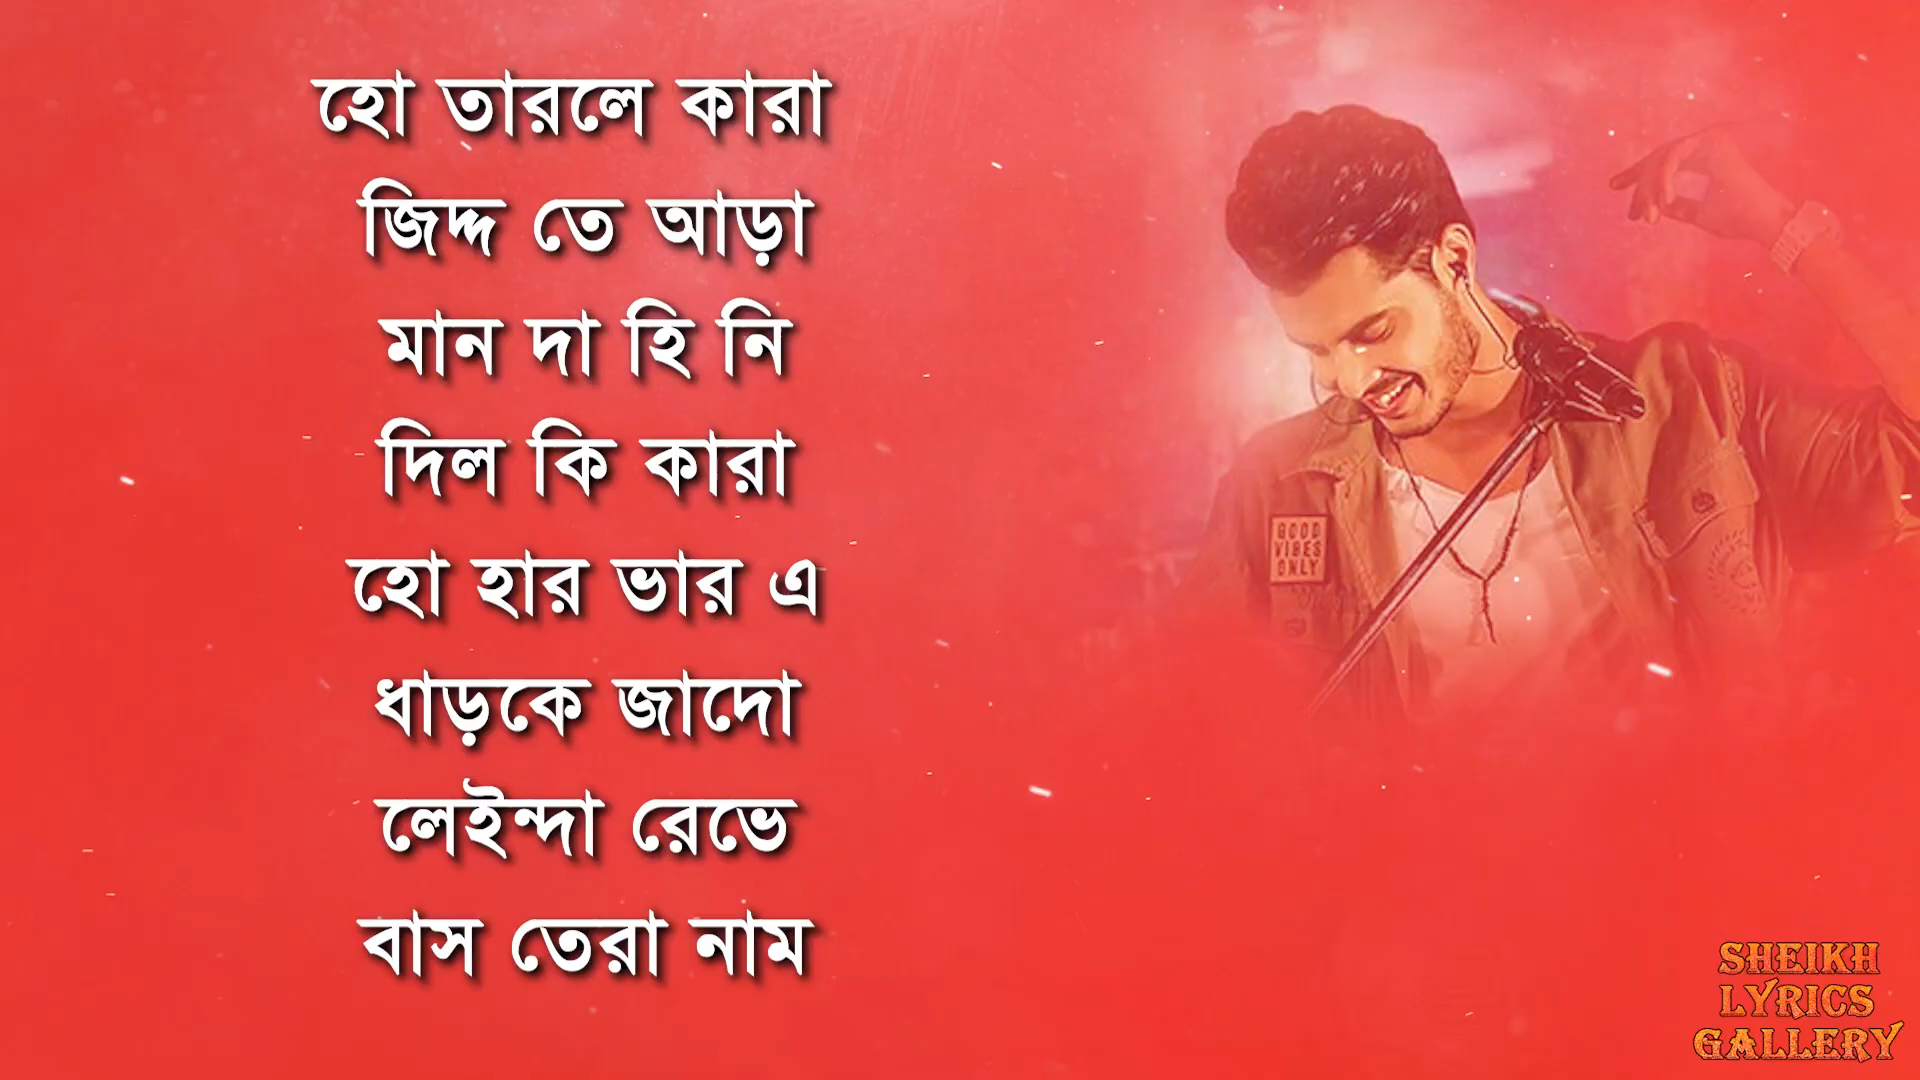 হো তারলে কারা
জিদ্দ তে আড়া
মান দা হি নি
দিল কি কারা
হো হার ভার এ
ধাড়কে জাদো
লেইন্দা রেভে
বাস তেরা নাম
GOOD
VIBES
ONLY
SHEIKH
LYRICS
GALLERY